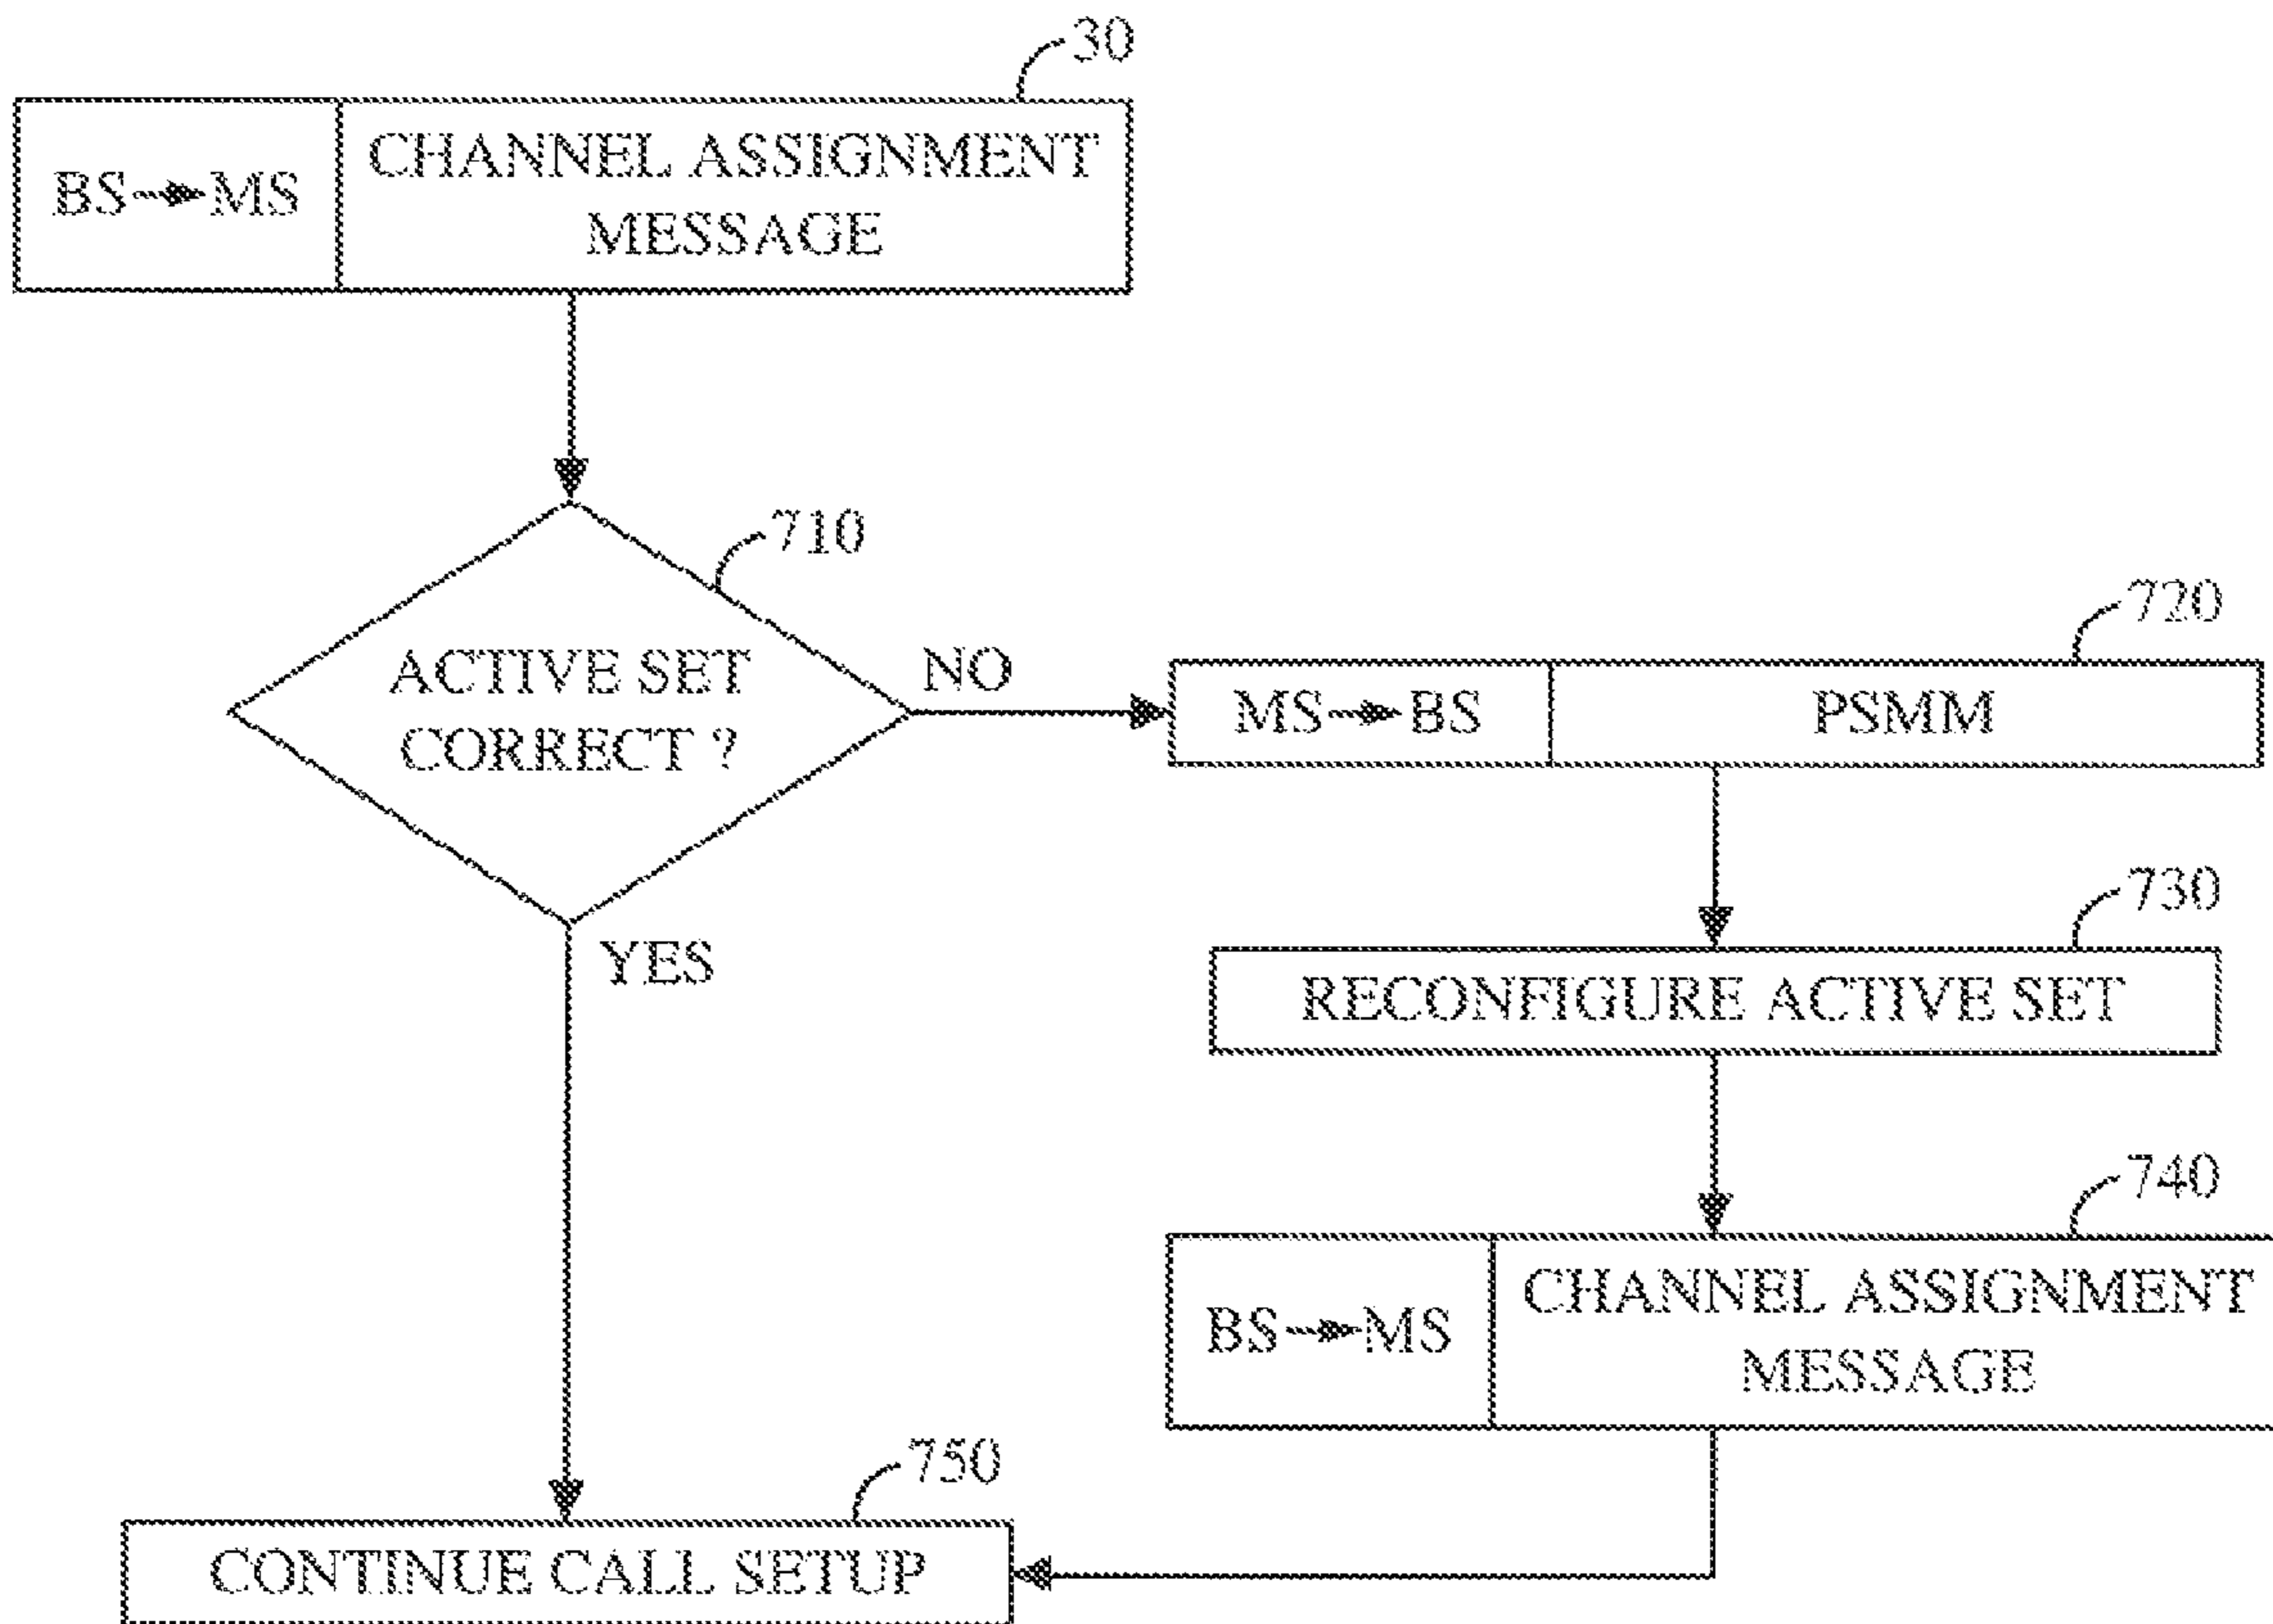 30
BS→MS
CHANNEL ASSIGNMENT
MESSAGE
710
ACTIVE SET
CORRECT ?
NO
YES
720
MS→BS
PSMM
730
RECONFIGURE ACTIVE SET
740
BS→MS
CHANNEL ASSIGNMENT
MESSAGE
750
CONTINUE CALL SETUP